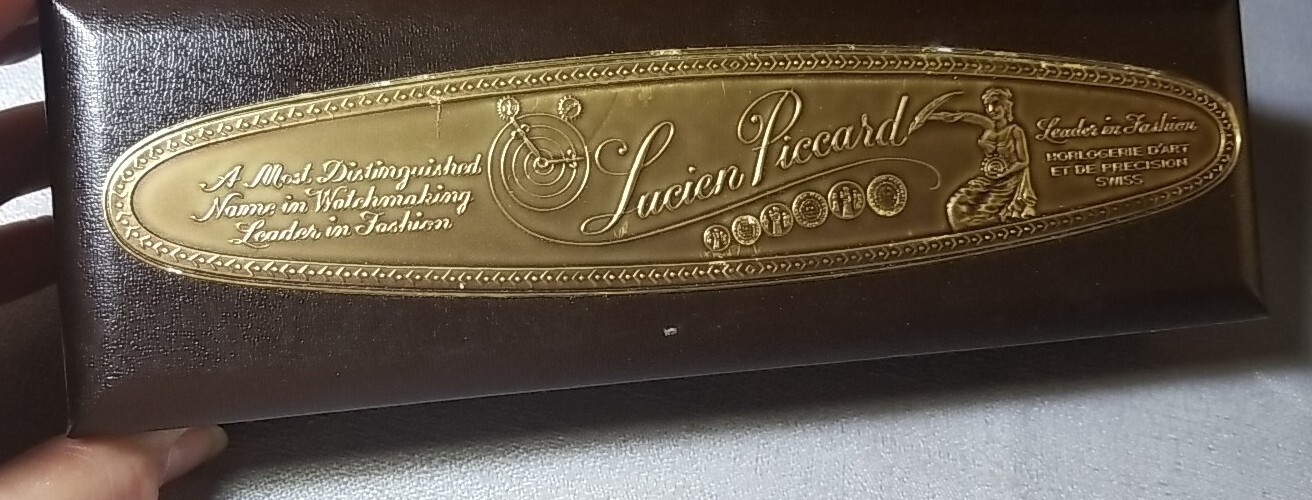 A Most Distinguished
Name in Watchmaking
Leader in Fashion
Lucien Piccard
Leader in Fashion
HORLOGERIE D'ART
ET DE PRECISION
SWISS